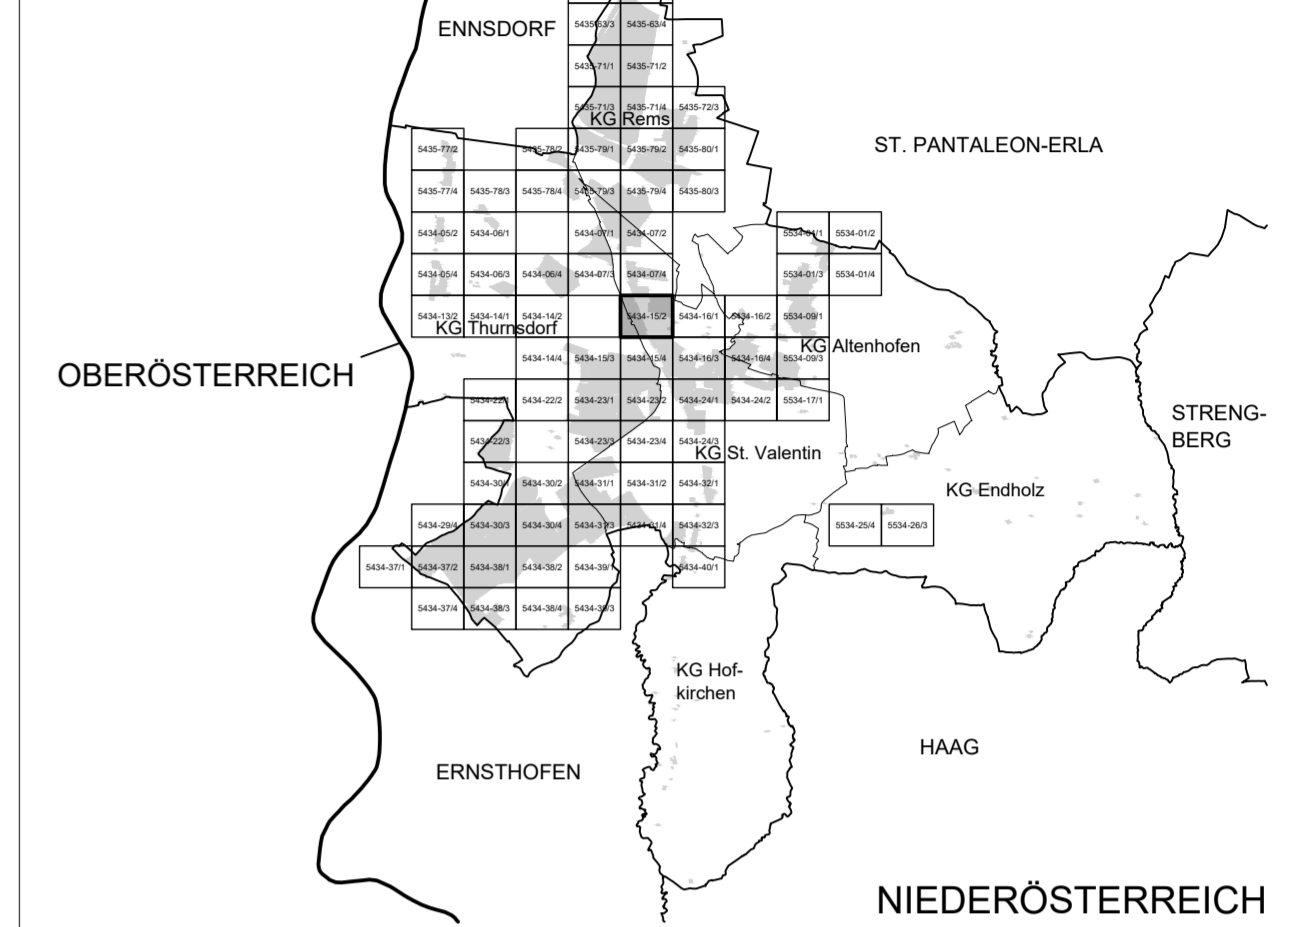 ENNSDORF
5435-63/3 5435-63/4
5435-71/1 5435-71/2
5435-71/3 5435-71/4 5435-72/3
KG Rems
ST. PANTALEON-ERLA
5435-77/2 5435-78/2 5435-79/1 5435-79/2 5435-80/1
5435-77/4 5435-78/3 5435-78/4 5435-79/3 5435-79/4 5435-80/3
5434-05/2 5434-06/1 5434-07/1 5434-07/2 5534-01/1 5534-01/2
5434-05/4 5434-06/3 5434-06/4 5434-07/3 5434-07/4 5534-01/3 5534-01/4
5434-13/2 5434-14/1 5434-14/2 5434-15/2 5434-16/1 5434-16/2 5534-09/1
KG Thurnsdorf
KG Altenhofen
5434-14/4 5434-15/3 5434-15/4 5434-16/3 5434-16/4 5534-09/3
OBERÖSTERREICH
5434-22/1 5434-22/2 5434-23/1 5434-23/2 5434-24/1 5434-24/2 5534-17/1
STRENG-
BERG
5434-22/3 5434-23/3 5434-23/4 5434-24/3
KG St. Valentin
5434-30/1 5434-30/2 5434-31/1 5434-31/2 5434-32/1
KG Endholz
5434-29/4 5434-30/3 5434-30/4 5434-31/3 5434-31/4 5434-32/3 5534-25/4 5534-26/3
5434-37/1 5434-37/2 5434-38/1 5434-38/2 5434-39/1 5434-40/1
5434-37/4 5434-38/3 5434-38/4 5434-39/3
KG Hof-
kirchen
HAAG
ERNSTHOFEN
NIEDERÖSTERREICH